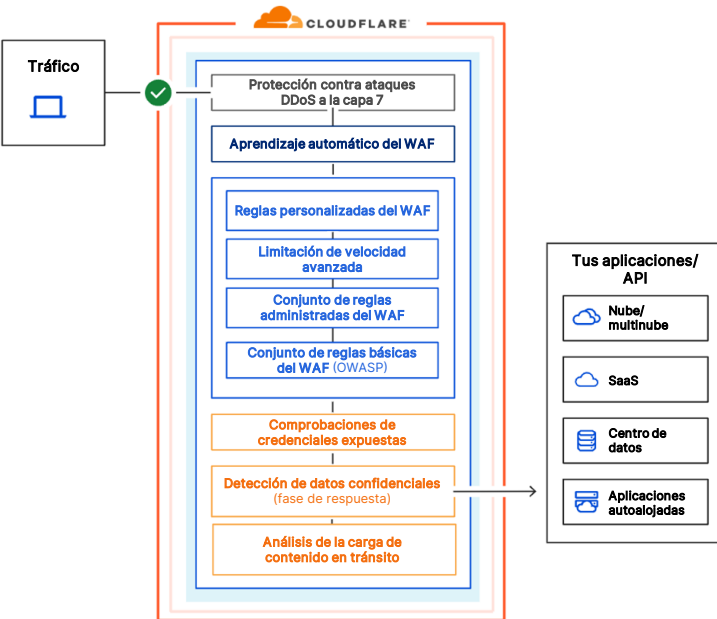 CLOUDFLARE
Tráfico
Protección contra ataques
DDoS a la capa 7
Aprendizaje automático del WAF
Reglas personalizadas del WAF
Limitación de velocidad
avanzada
Conjunto de reglas
administradas del WAF
Conjunto de reglas básicas
del WAF (OWASP)
Comprobaciones de
credenciales expuestas
Detección de datos confidenciales
(fase de respuesta)
Análisis de la carga de
contenido en tránsito
Tus aplicaciones/
API
Nube/
multinube
SaaS
Centro de
datos
Aplicaciones
autoalojadas